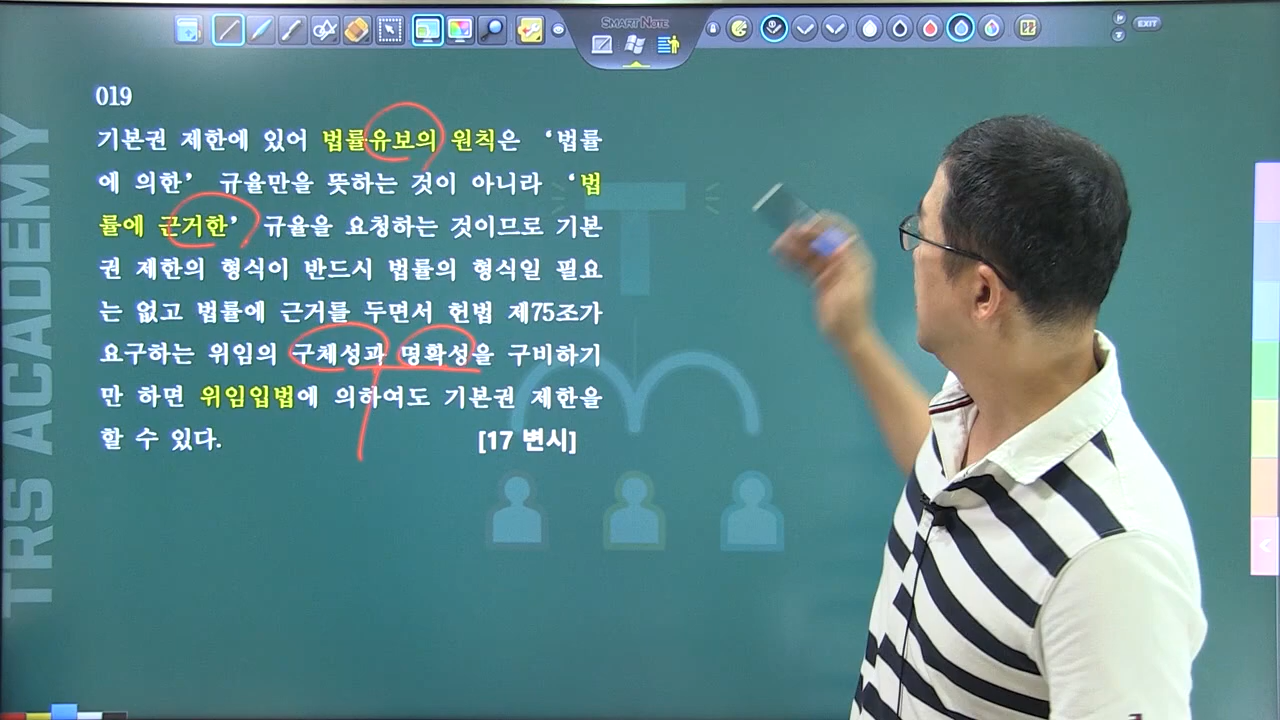 SMART NOTE
EXIT
TRS ACADEMY
019
기본권 제한에 있어 법률유보의 원칙은 ‘법률
에 의한’ 규율만을 뜻하는 것이 아니라 ‘법
률에 근거한’ 규율을 요청하는 것이므로 기본
권 제한의 형식이 반드시 법률의 형식일 필요
는 없고 법률에 근거를 두면서 헌법 제75조가
요구하는 위임의 구체성과 명확성을 구비하기
만 하면 위임입법에 의하여도 기본권 제한을
할 수 있다.
[17 변시]